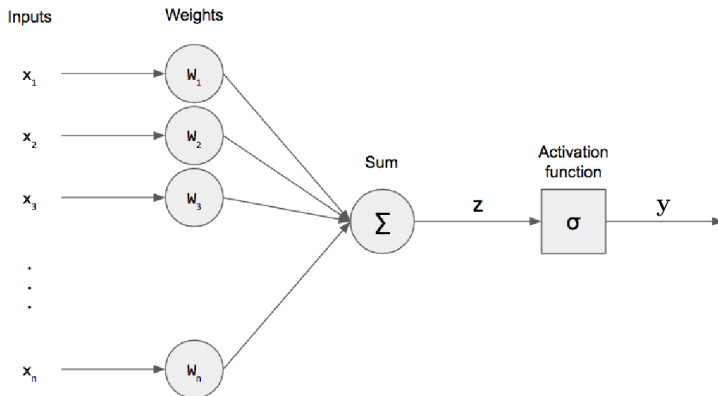 Inputs
Weights
x₁
W₁
x₂
W₂
Sum
Activation
function
x₃
W₃
Σ
z
σ
y
.
.
.
xₙ
Wₙ